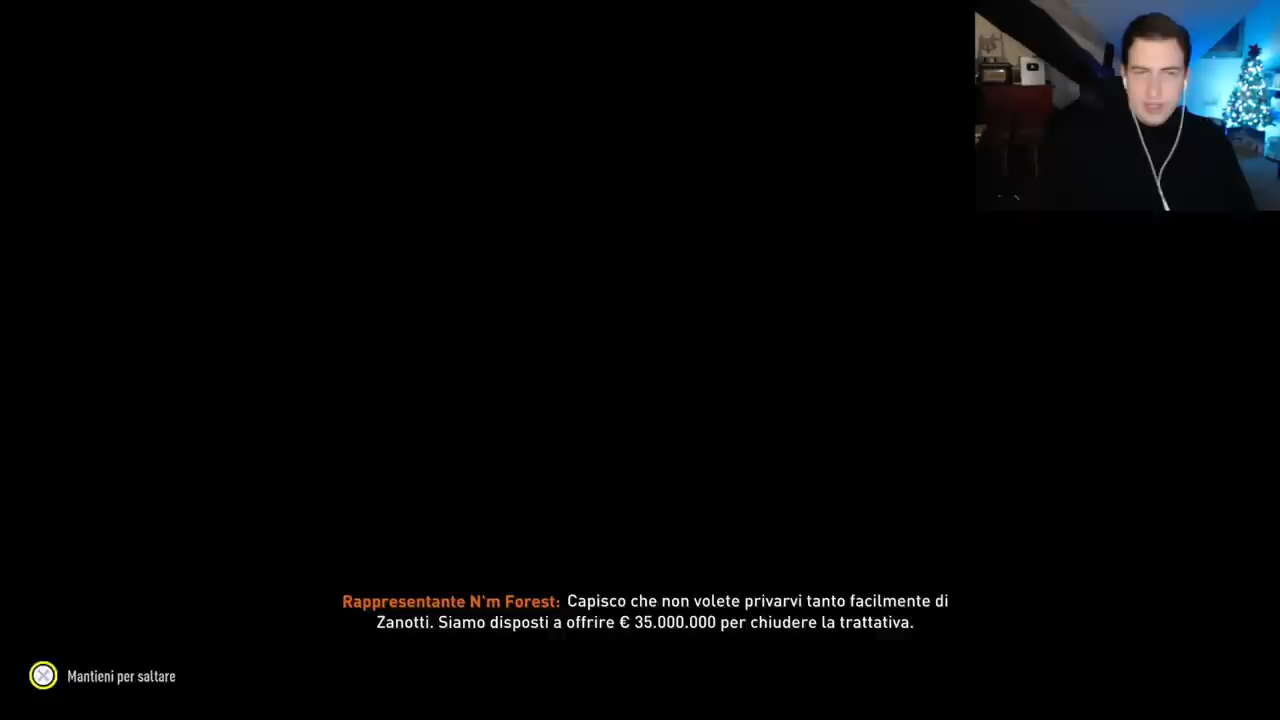 Rappresentante N'm Forest: Capisco che non volete privarvi tanto facilmente di
Zanotti. Siamo disposti a offrire € 35.000.000 per chiudere la trattativa.
Mantieni per saltare